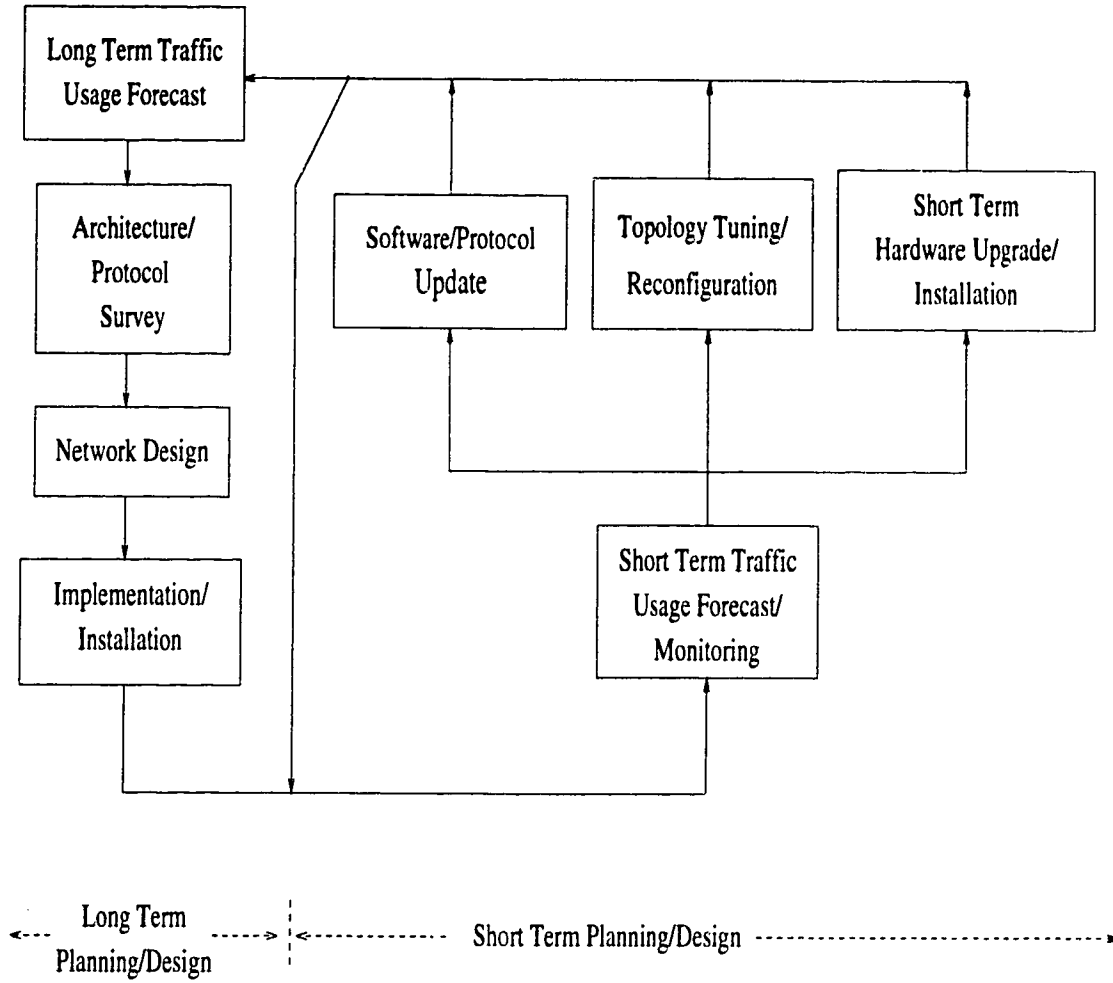 Long Term Traffic
Usage Forecast
Architecture/
Protocol
Survey
Network Design
Implementation/
Installation
Software/Protocol
Update
Topology Tuning/
Reconfiguration
Short Term
Hardware Upgrade/
Installation
Short Term Traffic
Usage Forecast/
Monitoring
Long Term
Planning/Design
Short Term Planning/Design